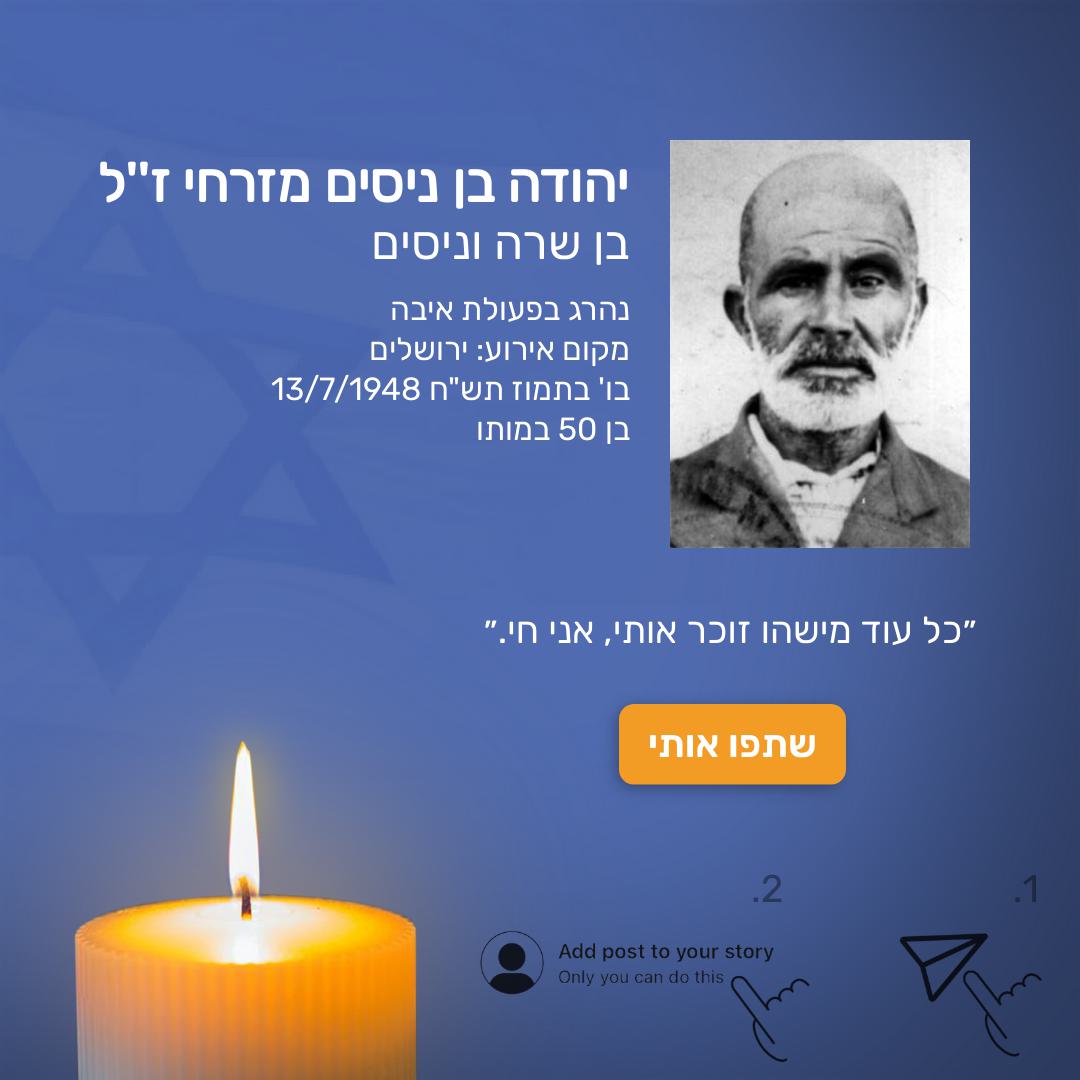 יהודה בן ניסים מזרחי ז"ל
בן שרה וניסים
נהרג בפעולת איבה
מקום אירוע: ירושלים
בו' בתמוז תש"ח 13/7/1948
בן 50 במותו
״כל עוד מישהו זוכר אותי, אני חי.״
שתפו אותי
.1
.2
Add post to your story
Only you can do this